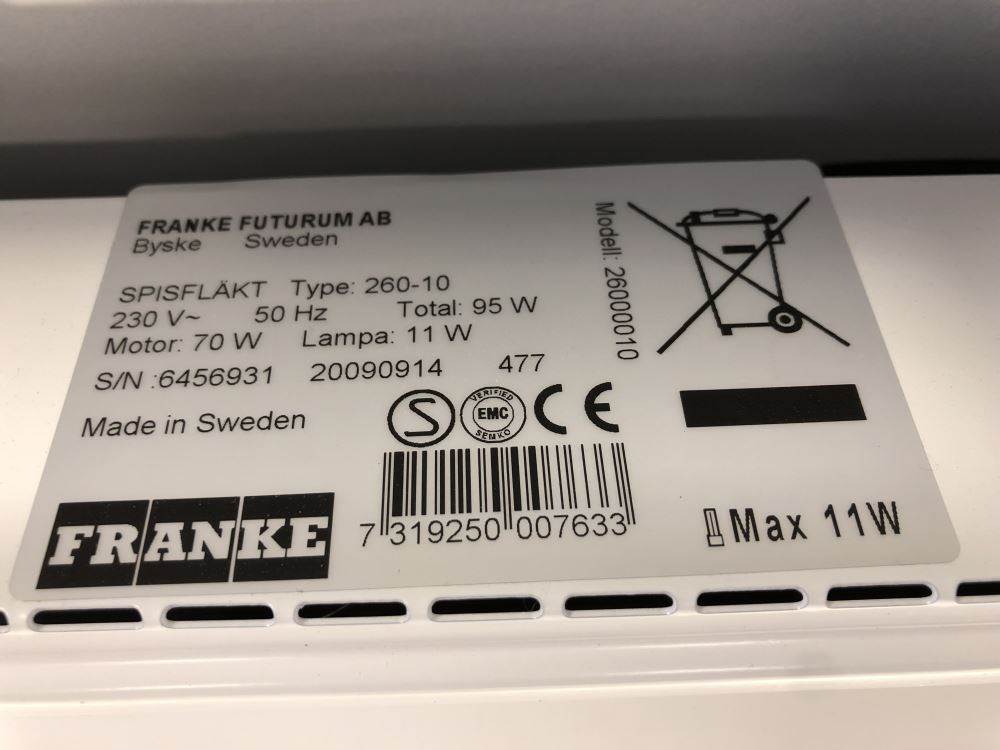 FRANKE FUTURUM AB
Byske Sweden
SPISFLÄKT Type: 260-10
230 V~ 50 Hz Total: 95 W
Motor: 70 W Lampa: 11 W
S/N :6456931 20090914 477
Made in Sweden
Modell: 26000010
S
VERIFIED
EMC
SEMKO
CE
7 319250 007633
FRANKE
Max 11W